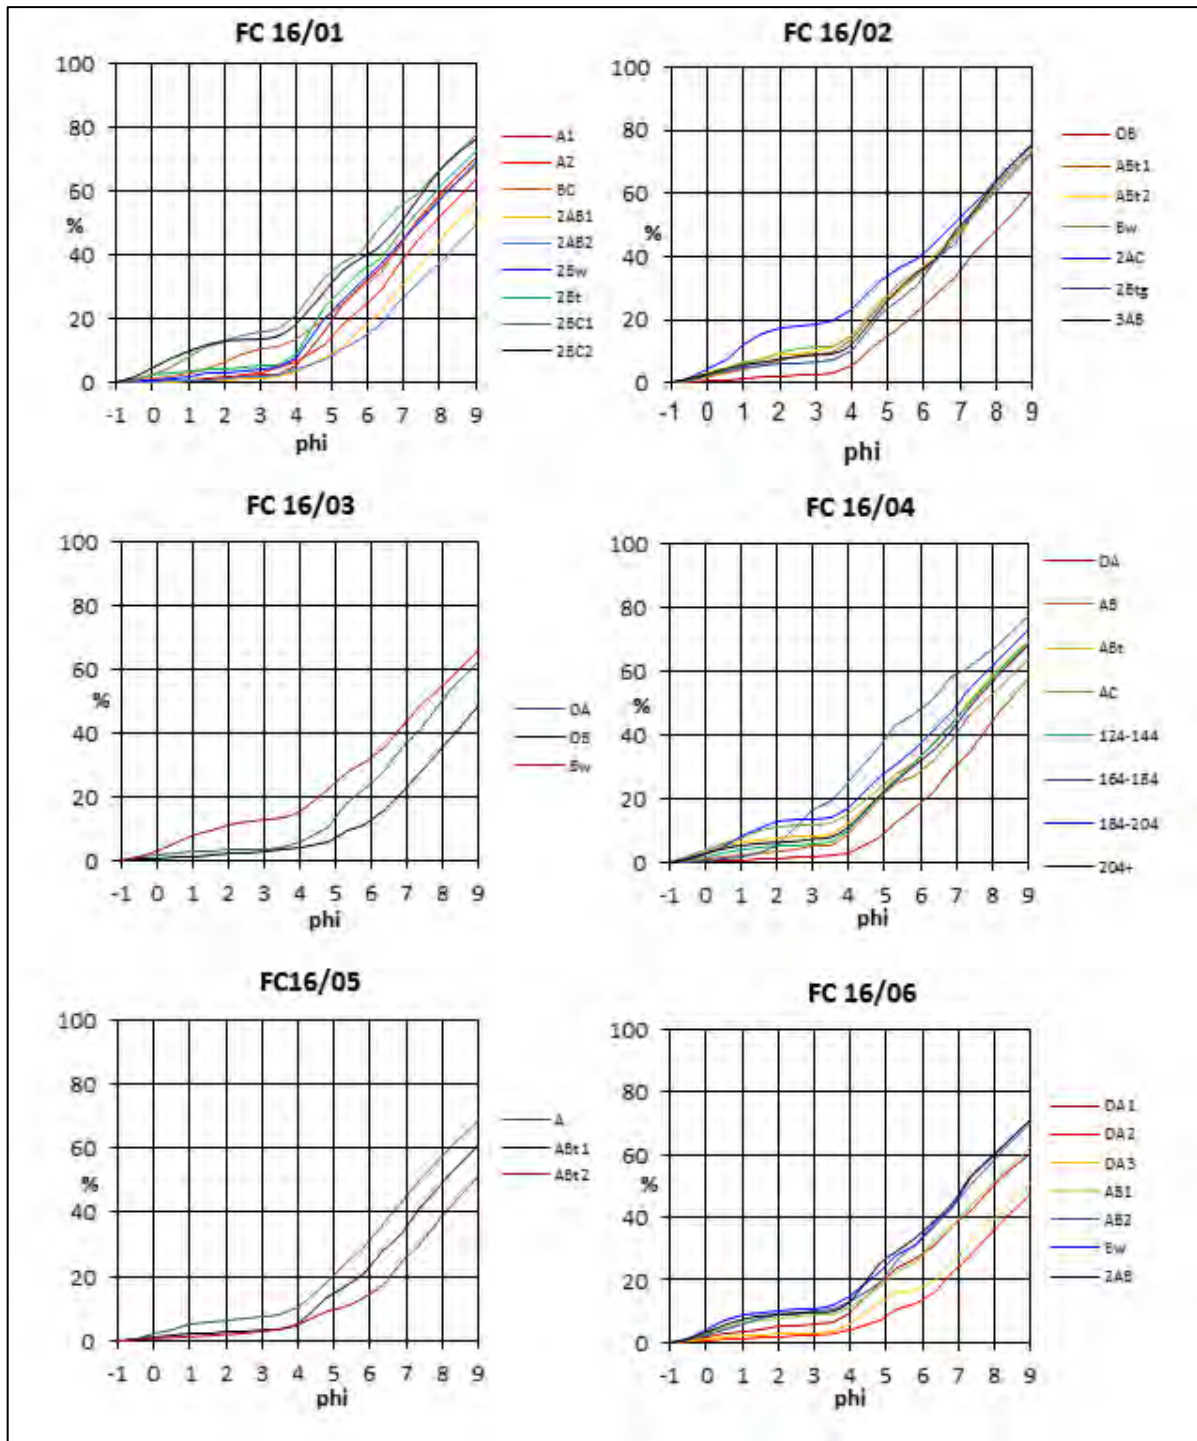 FC 16/01
100
80
60
%
40
20
0
-1 0 1 2 3 4 5 6 7 8 9
phi
A1
A2
BC
2AB1
2AB2
2Bw
2Bt
2BC1
2BC2
FC 16/02
100
80
60
%
40
20
0
-1 0 1 2 3 4 5 6 7 8 9
phi
OB
ABt1
ABt2
Bw
2AC
2Btg
3AB
FC 16/03
100
80
60
%
40
20
0
-1 0 1 2 3 4 5 6 7 8 9
phi
OA
OB
Bw
FC 16/04
100
80
60
%
40
20
0
-1 0 1 2 3 4 5 6 7 8 9
phi
OA
AB
ABt
AC
124-144
164-184
184-204
204+
FC16/05
100
80
60
%
40
20
0
-1 0 1 2 3 4 5 6 7 8 9
phi
A
ABt1
ABt2
FC 16/06
100
80
60
%
40
20
0
-1 0 1 2 3 4 5 6 7 8 9
phi
OA1
OA2
OA3
AB1
AB2
Bw
2AB